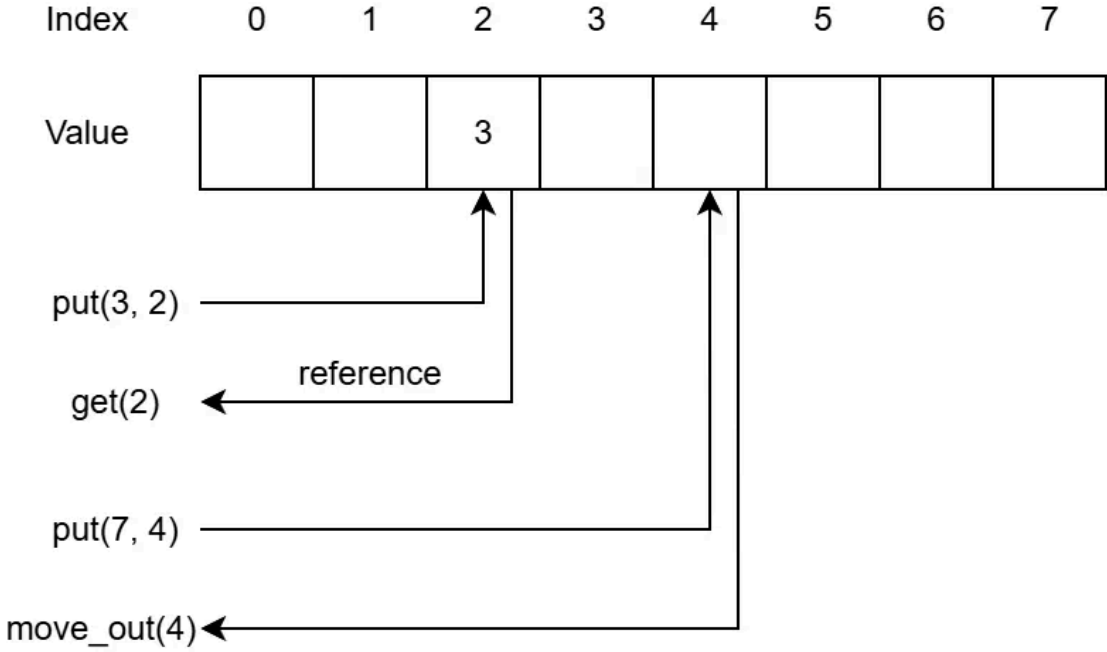 Index 0 1 2 3 4 5 6 7
Value 3
put(3, 2)
reference
get(2)
put(7, 4)
move_out(4)